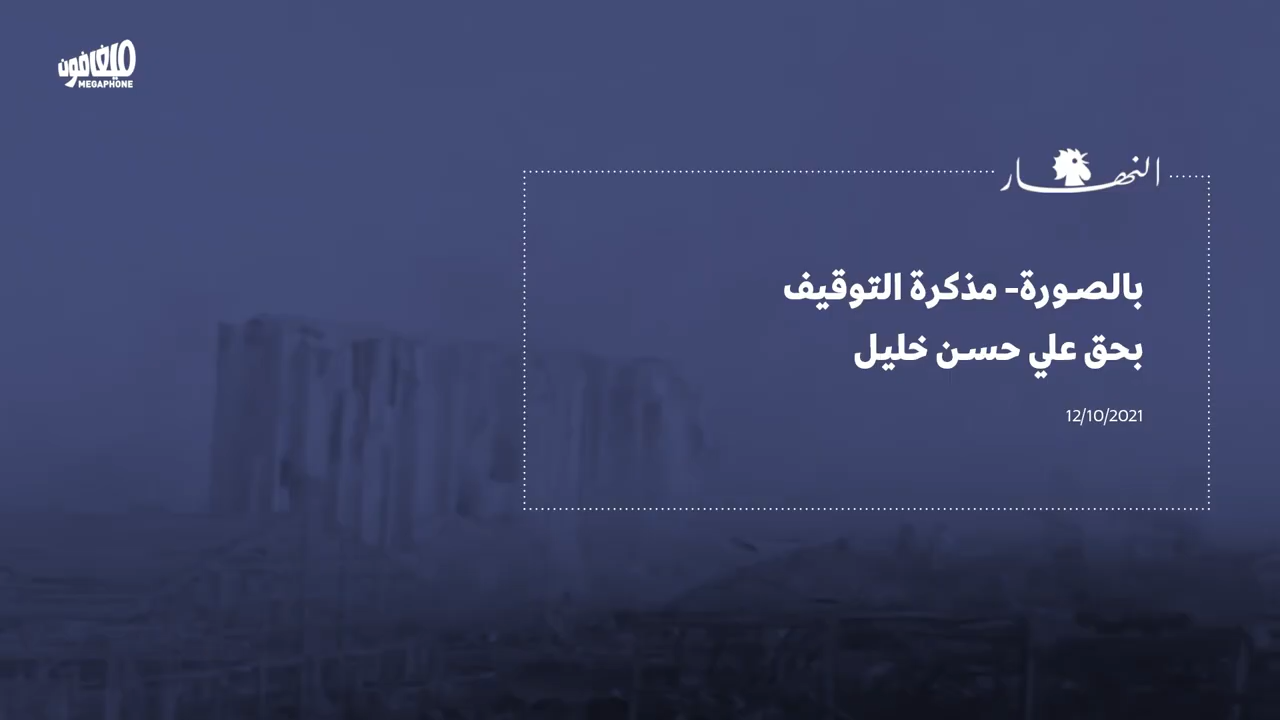 ميغافون
MEGAPHONE
النهار
بالصورة- مذكرة التوقيف
بحق علي حسن خليل
12/10/2021